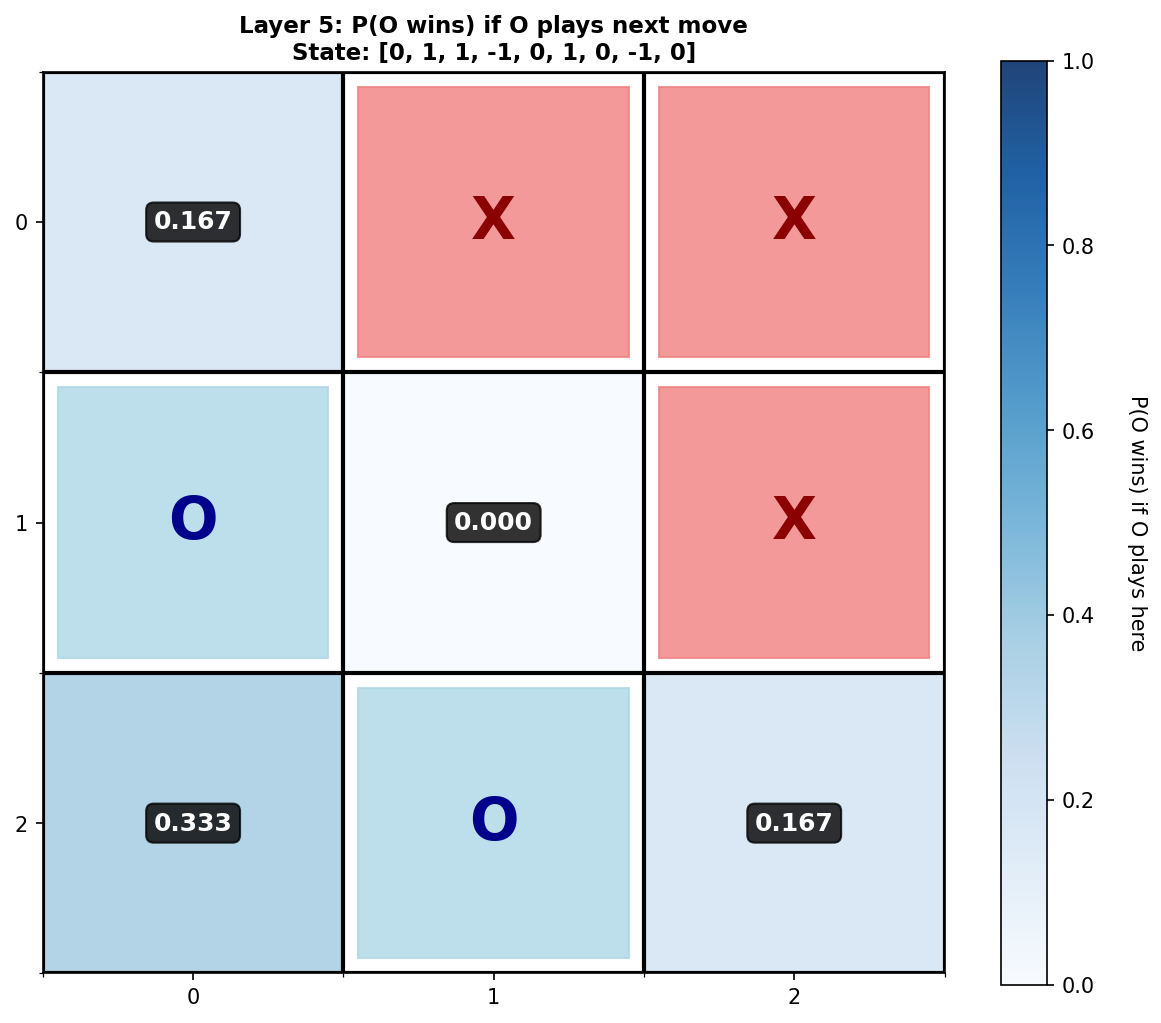 Layer 5: P(O wins) if O plays next move
State: [0, 1, 1, -1, 0, 1, 0, -1, 0]
0
0.167
X
X
1
O
0.000
X
2
0.333
O
0.167
0
1
2
1.0
0.8
0.6
0.4
0.2
0.0
P(O wins) if O plays here